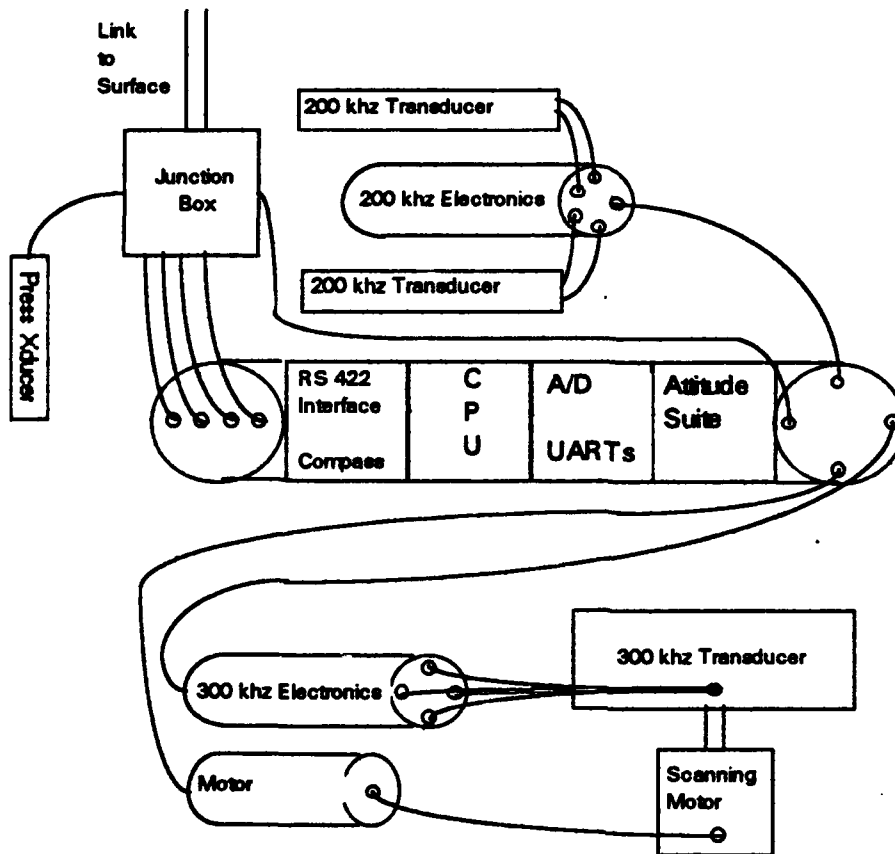 Link
to
Surface
200 khz Transducer
Junction
Box
200 khz Electronics
Press Xducer
200 khz Transducer
RS 422
Interface
Compass
C
P
U
A/D
UARTs
Attitude
Suite
300 khz Transducer
300 khz Electronics
Motor
Scanning
Motor